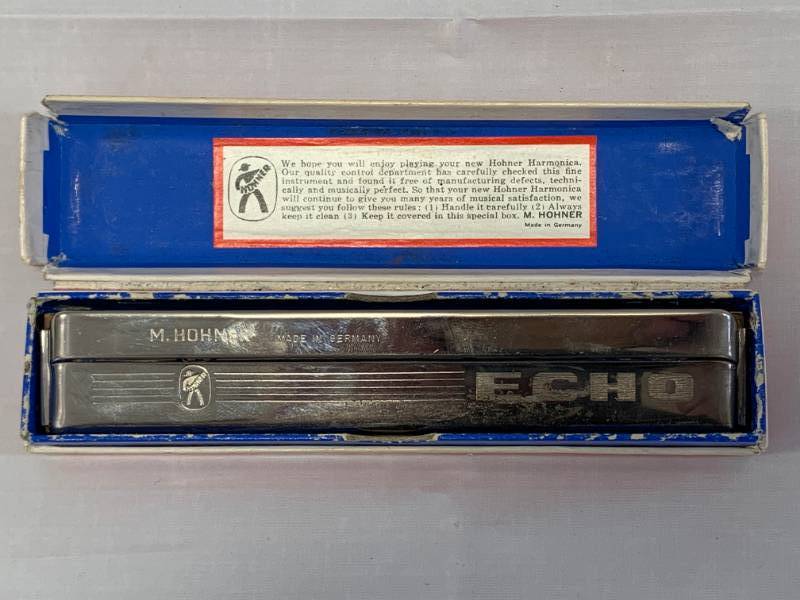 We hope you will enjoy playing your new Hohner Harmonica.
Our quality control department has carefully checked this fine
instrument and found it free of manufacturing defects, techni-
cally and musically perfect. So that your new Hohner Harmonica
will continue to give you many years of musical satisfaction, we
suggest you follow these rules: (1) Handle it carefully (2) Always
keep it clean (3) Keep it covered in this special box. M. HOHNER
Made in Germany
HOHNER
M. HOHNER MADE IN GERMANY
HOHNER
ECHO